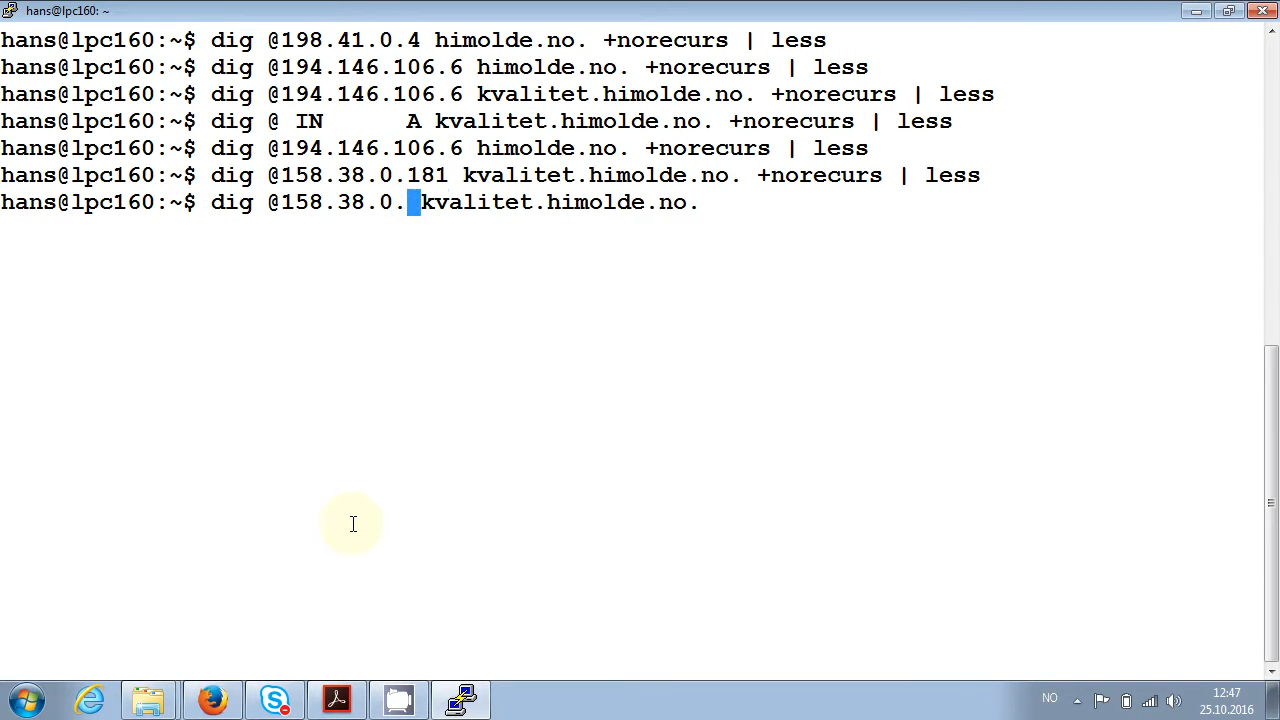 hans@lpc160: ~
hans@lpc160:~$ dig @198.41.0.4 himolde.no. +norecurs | less
hans@lpc160:~$ dig @194.146.106.6 himolde.no. +norecurs | less
hans@lpc160:~$ dig @194.146.106.6 kvalitet.himolde.no. +norecurs | less
hans@lpc160:~$ dig @ IN      A kvalitet.himolde.no. +norecurs | less
hans@lpc160:~$ dig @194.146.106.6 himolde.no. +norecurs | less
hans@lpc160:~$ dig @158.38.0.181 kvalitet.himolde.no. +norecurs | less
hans@lpc160:~$ dig @158.38.0. kvalitet.himolde.no.
NO
12:47
25.10.2016